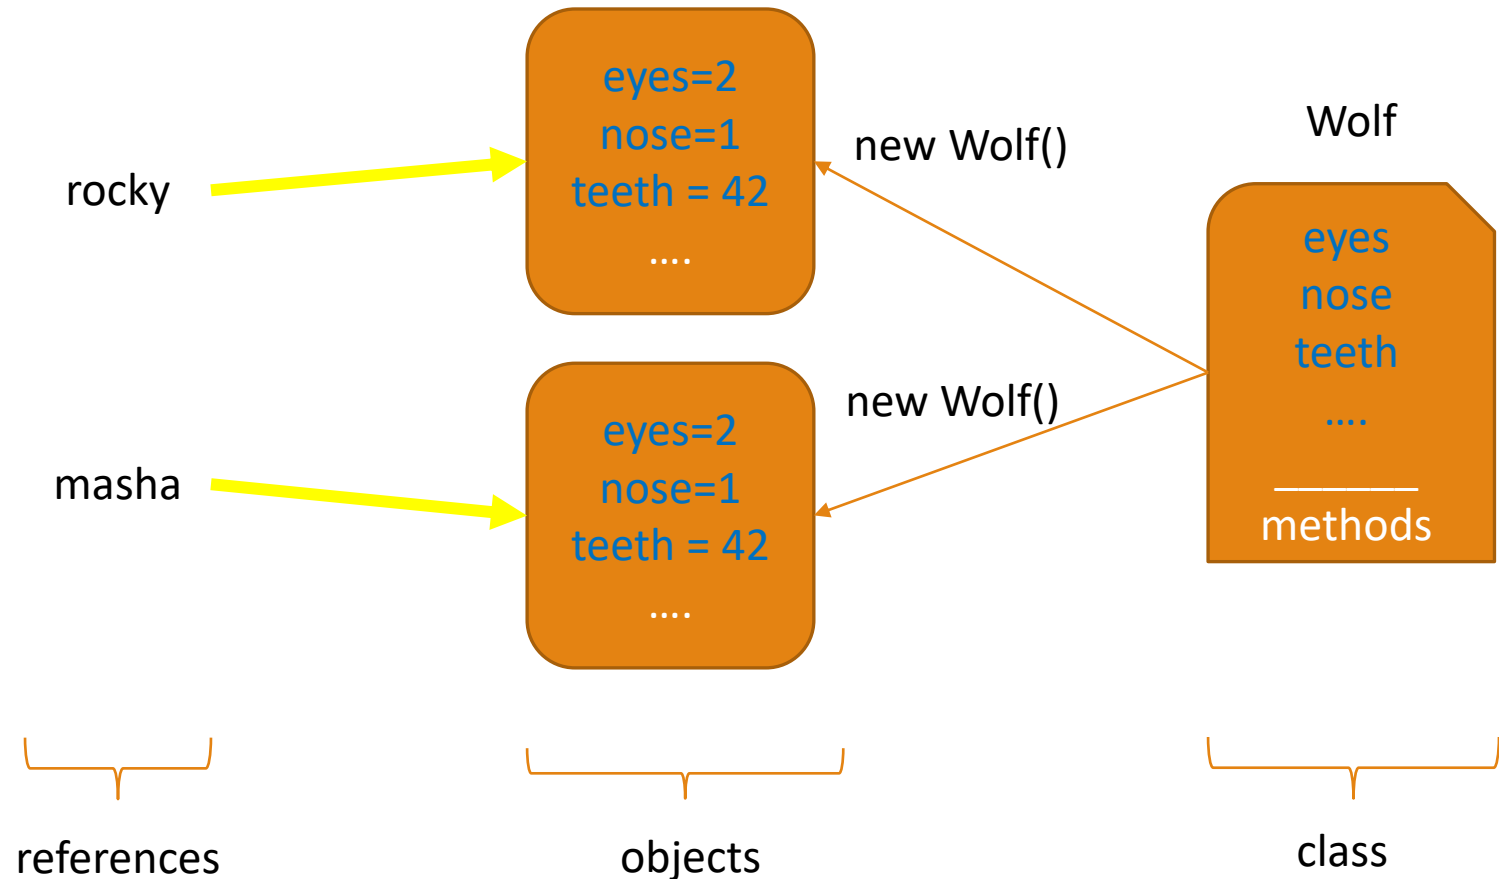 rocky
masha
references
eyes=2
nose=1
teeth = 42
....
eyes=2
nose=1
teeth = 42
....
objects
new Wolf()
new Wolf()
Wolf
eyes
nose
teeth
....
______
methods
class